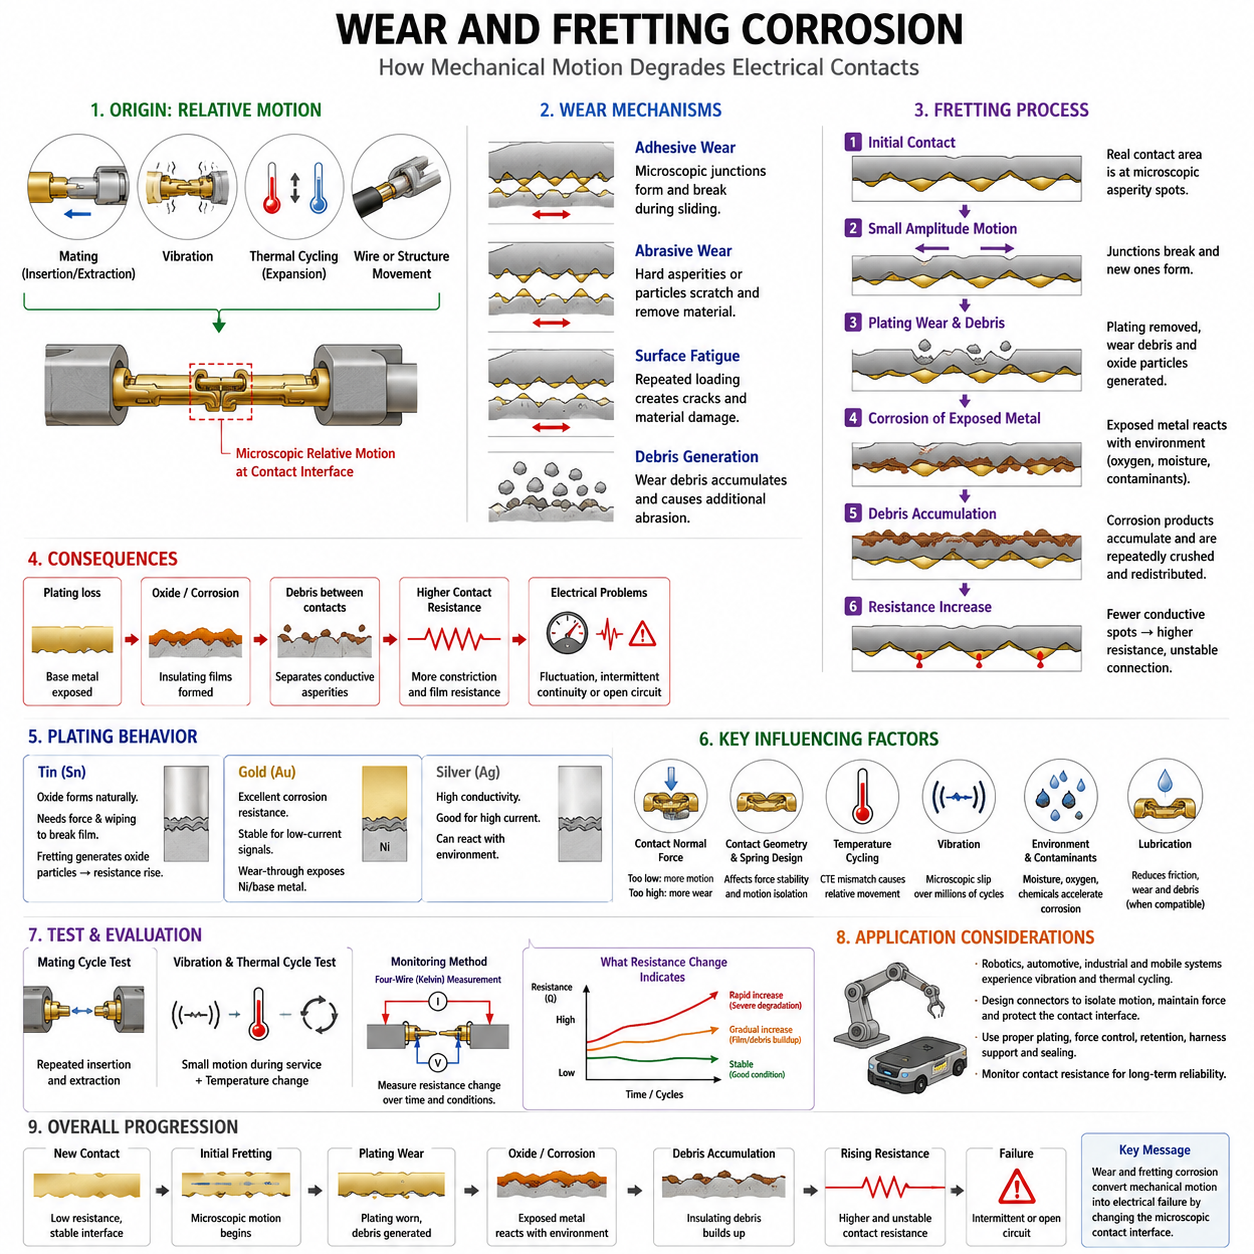 WEAR AND FRETTING CORROSION
How Mechanical Motion Degrades Electrical Contacts
1. ORIGIN: RELATIVE MOTION
Mating
(Insertion/Extraction)
Vibration
Thermal Cycling
(Expansion)
Wire or Structure
Movement
Microscopic Relative Motion
at Contact Interface
2. WEAR MECHANISMS
Adhesive Wear
Microscopic junctions
form and break
during sliding.
Abrasive Wear
Hard asperities or
particles scratch and
remove material.
Surface Fatigue
Repeated loading
creates cracks and
material damage.
Debris Generation
Wear debris accumulates
and causes additional
abrasion.
3. FRETTING PROCESS
1 Initial Contact
Real contact area
is at microscopic
asperity spots.
2 Small Amplitude Motion
Junctions break and
new ones form.
3 Plating Wear & Debris
Plating removed,
wear debris and
oxide particles
generated.
4 Corrosion of Exposed Metal
Exposed metal reacts
with environment
(oxygen, moisture,
contaminants).
5 Debris Accumulation
Corrosion products
accumulate and are
repeatedly crushed
and redistributed.
6 Resistance Increase
Fewer conductive
spots → higher
resistance, unstable
connection.
4. CONSEQUENCES
Plating loss
Base metal
exposed
Oxide / Corrosion
Insulating films
formed
Debris between
contacts
Separates conductive
asperities
Higher Contact
Resistance
More constriction
and film resistance
Electrical Problems
Fluctuation, intermittent
continuity or open circuit
5. PLATING BEHAVIOR
Tin (Sn)
Oxide forms naturally.
Needs force & wiping
to break film.
Fretting generates oxide
particles → resistance rise.
Gold (Au)
Excellent corrosion
resistance.
Stable for low-current
signals.
Wear-through exposes
Ni/base metal.
Ni
Silver (Ag)
High conductivity.
Good for high current.
Can react with
environment.
6. KEY INFLUENCING FACTORS
Contact Normal
Force
Too low: more motion
Too high: more wear
Contact Geometry
& Spring Design
Affects force stability
and motion isolation
Temperature
Cycling
CTE mismatch causes
relative movement
Vibration
Microscopic slip
over millions of cycles
Environment
& Contaminants
Moisture, oxygen,
chemicals accelerate
corrosion
Lubrication
Reduces friction,
wear and debris
(when compatible)
7. TEST & EVALUATION
Mating Cycle Test
Repeated insertion
and extraction
Vibration & Thermal Cycle Test
Small motion during service
+ Temperature change
Monitoring Method
Four-Wire (Kelvin) Measurement
I
V
Measure resistance change
over time and conditions.
What Resistance Change
Indicates
Resistance
(Ω)
High
Low
Time / Cycles
Rapid increase
(Severe degradation)
Gradual increase
(Film/debris buildup)
Stable
(Good condition)
8. APPLICATION CONSIDERATIONS
· Robotics, automotive, industrial and mobile systems
experience vibration and thermal cycling.
· Design connectors to isolate motion, maintain force
and protect the contact interface.
· Use proper plating, force control, retention, harness
support and sealing.
· Monitor contact resistance for long-term reliability.
9. OVERALL PROGRESSION
New Contact
Low resistance,
stable interface
Initial Fretting
Microscopic motion
begins
Plating Wear
Plating worn,
debris generated
Oxide / Corrosion
Exposed metal
reacts with environment
Debris Accumulation
Insulating debris
builds up
Rising Resistance
Higher and unstable
contact resistance
Failure
Intermittent or open
circuit
Key Message
Wear and fretting corrosion
convert mechanical motion
into electrical failure by
changing the microscopic
contact interface.